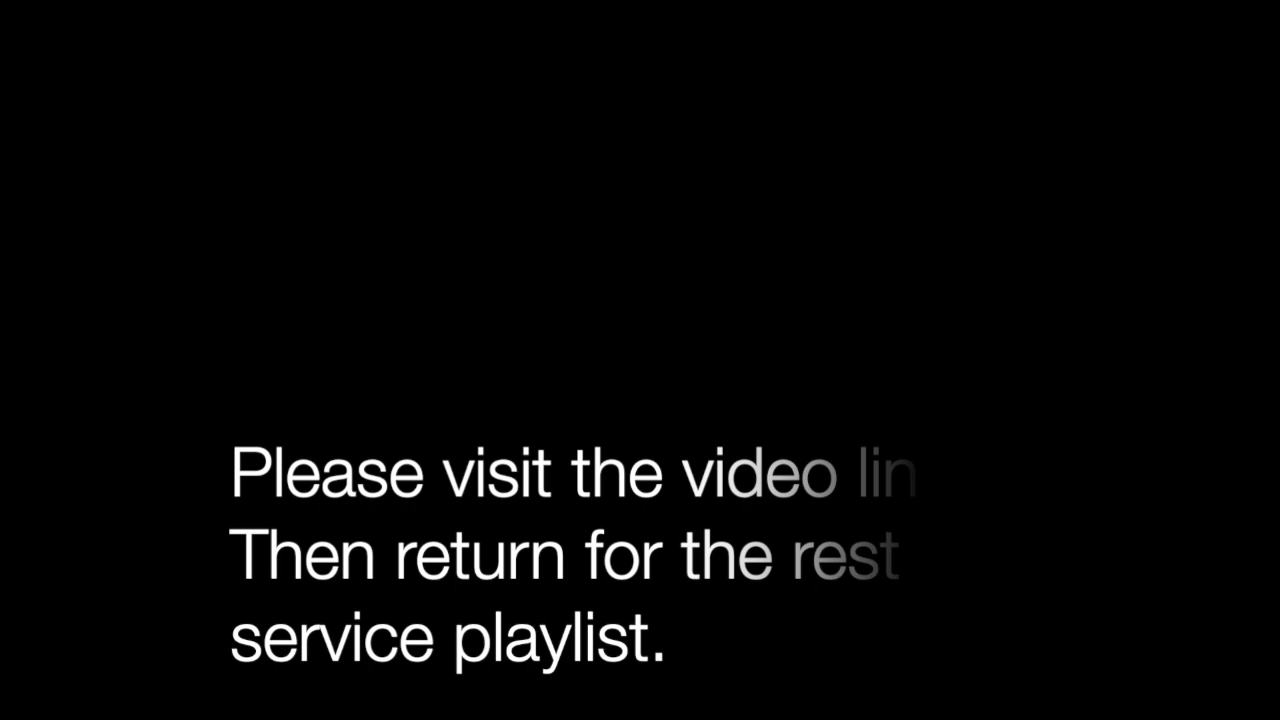 Please visit the video lin
Then return for the rest
service playlist.